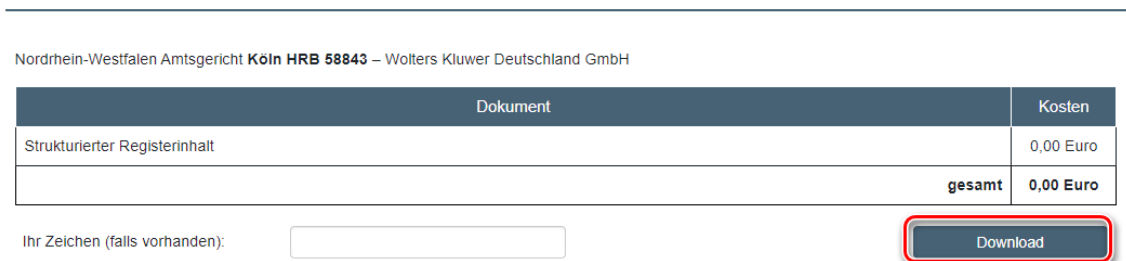 Nordrhein-Westfalen Amtsgericht Köln HRB 58843 – Wolters Kluwer Deutschland GmbH
Dokument Kosten
Strukturierter Registerinhalt 0,00 Euro
gesamt 0,00 Euro
Ihr Zeichen (falls vorhanden): Download